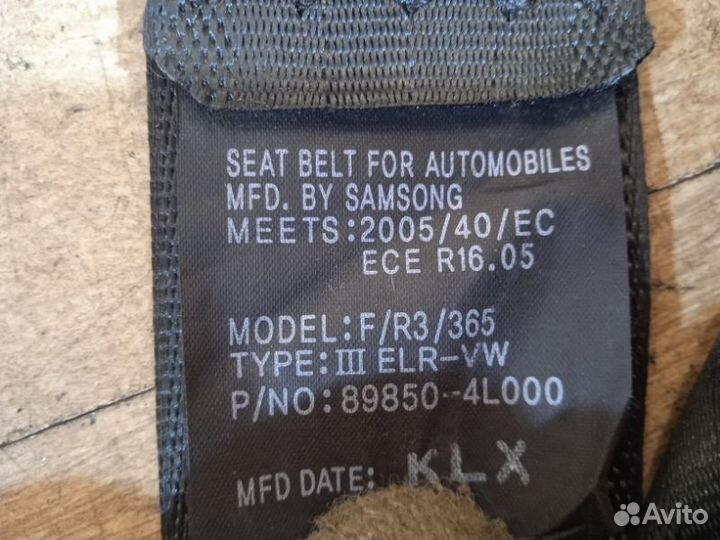 SEAT BELT FOR AUTOMOBILES
MFD. BY SAMSONG
MEETS:2005/40/EC
ECE R16.05
MODEL:F/R3/365
TYPE:Ⅲ ELR-VW
P/NO:89850-4L000
MFD DATE: KLX
Avito